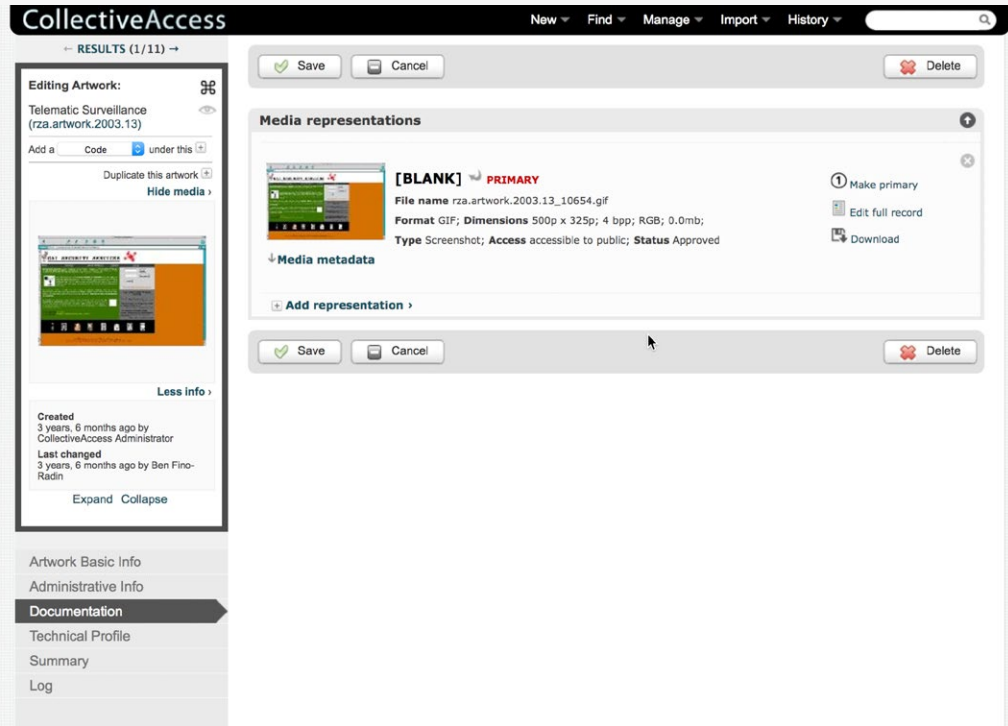 CollectiveAccess
New Find Manage Import History
← RESULTS (1/11) →
Editing Artwork:
Telematic Surveillance
(rza.artwork.2003.13)
Add a Code under this
Duplicate this artwork
Hide media ›
Less info ›
Created
3 years, 6 months ago by
CollectiveAccess Administrator
Last changed
3 years, 6 months ago by Ben Fino-
Radin
Expand Collapse
Artwork Basic Info
Administrative Info
Documentation
Technical Profile
Summary
Log
Save Cancel Delete
Media representations
[BLANK] PRIMARY
File name rza.artwork.2003.13_10654.gif
Format GIF; Dimensions 500p x 325p; 4 bpp; RGB; 0.0mb;
Type Screenshot; Access accessible to public; Status Approved
1 Make primary
Edit full record
Download
Media metadata
Add representation ›
Save Cancel Delete